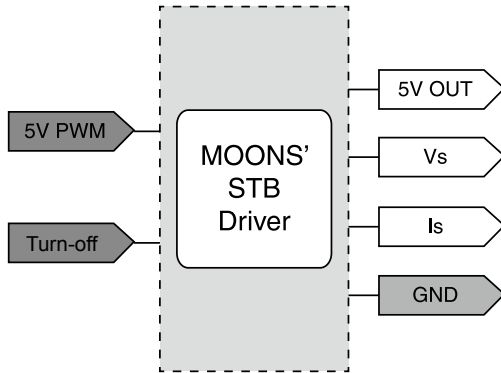 5V PWM
Turn-off
MOONS’
STB
Driver
5V OUT
Vs
Is
GND